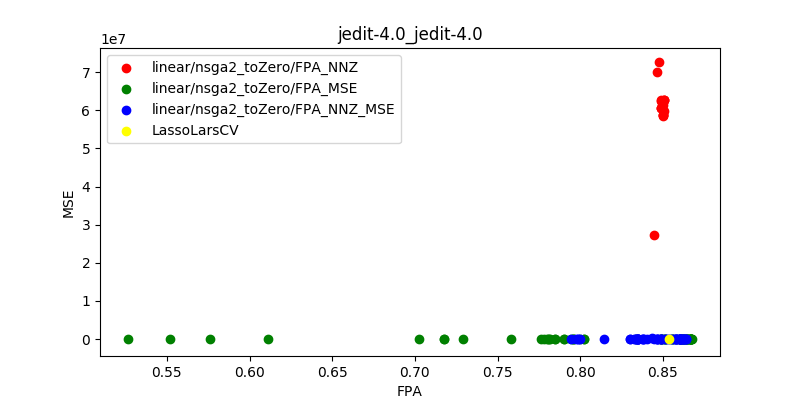 jedit-4.0_jedit-4.0
1e7
linear/nsga2_toZero/FPA_NNZ
linear/nsga2_toZero/FPA_MSE
linear/nsga2_toZero/FPA_NNZ_MSE
LassoLarsCV
7
6
5
4
3
2
1
0
MSE
0.55 0.60 0.65 0.70 0.75 0.80 0.85
FPA